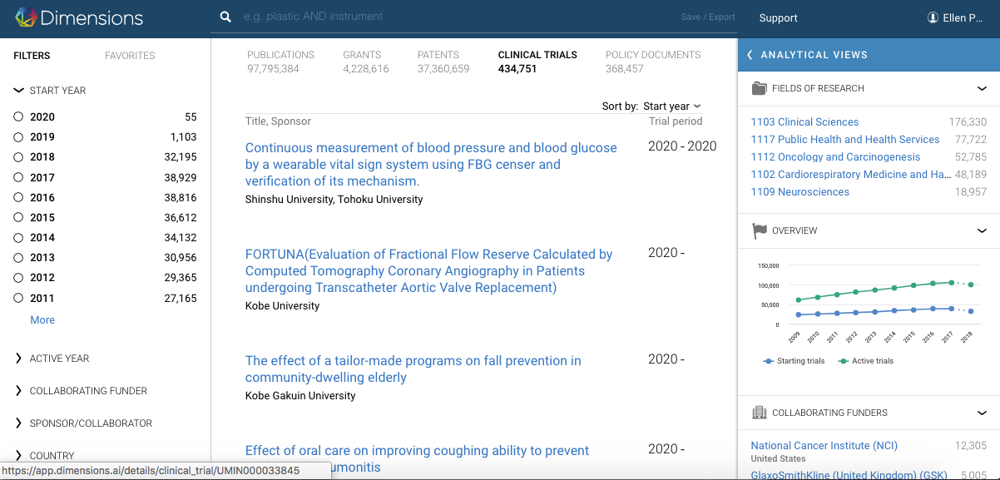 Dimensions
e.g. plastic AND instrument
Save / Export
Support
Ellen P...
FILTERS
FAVORITES
START YEAR
2020 55
2019 1,103
2018 32,195
2017 38,929
2016 38,816
2015 36,612
2014 34,132
2013 30,956
2012 29,365
2011 27,165
More
ACTIVE YEAR
COLLABORATING FUNDER
SPONSOR/COLLABORATOR
COUNTRY
https://app.dimensions.ai/details/clinical_trial/UMIN000033845
PUBLICATIONS GRANTS PATENTS CLINICAL TRIALS POLICY DOCUMENTS
97,795,384 4,228,616 37,360,659 434,751 368,457
Sort by: Start year
Title, Sponsor Trial period
Continuous measurement of blood pressure and blood glucose 2020 - 2020
by a wearable vital sign system using FBG censer and
verification of its mechanism.
Shinshu University, Tohoku University
FORTUNA(Evaluation of Fractional Flow Reserve Calculated by 2020 -
Computed Tomography Coronary Angiography in Patients
undergoing Transcatheter Aortic Valve Replacement)
Kobe University
The effect of a tailor-made programs on fall prevention in 2020 -
community-dwelling elderly
Kobe Gakuin University
Effect of oral care on improving coughing ability to prevent 2020 -
umonitis
ANALYTICAL VIEWS
FIELDS OF RESEARCH
1103 Clinical Sciences 176,330
1117 Public Health and Health Services 77,722
1112 Oncology and Carcinogenesis 52,785
1102 Cardiorespiratory Medicine and Ha... 48,189
1109 Neurosciences 18,957
OVERVIEW
150,000
100,000
50,000
0
2009 2010 2011 2012 2013 2014 2015 2016 2017 2018
Starting trials Active trials
COLLABORATING FUNDERS
National Cancer Institute (NCI) 12,305
United States
GlaxoSmithKline (United Kingdom) (GSK) 5,005